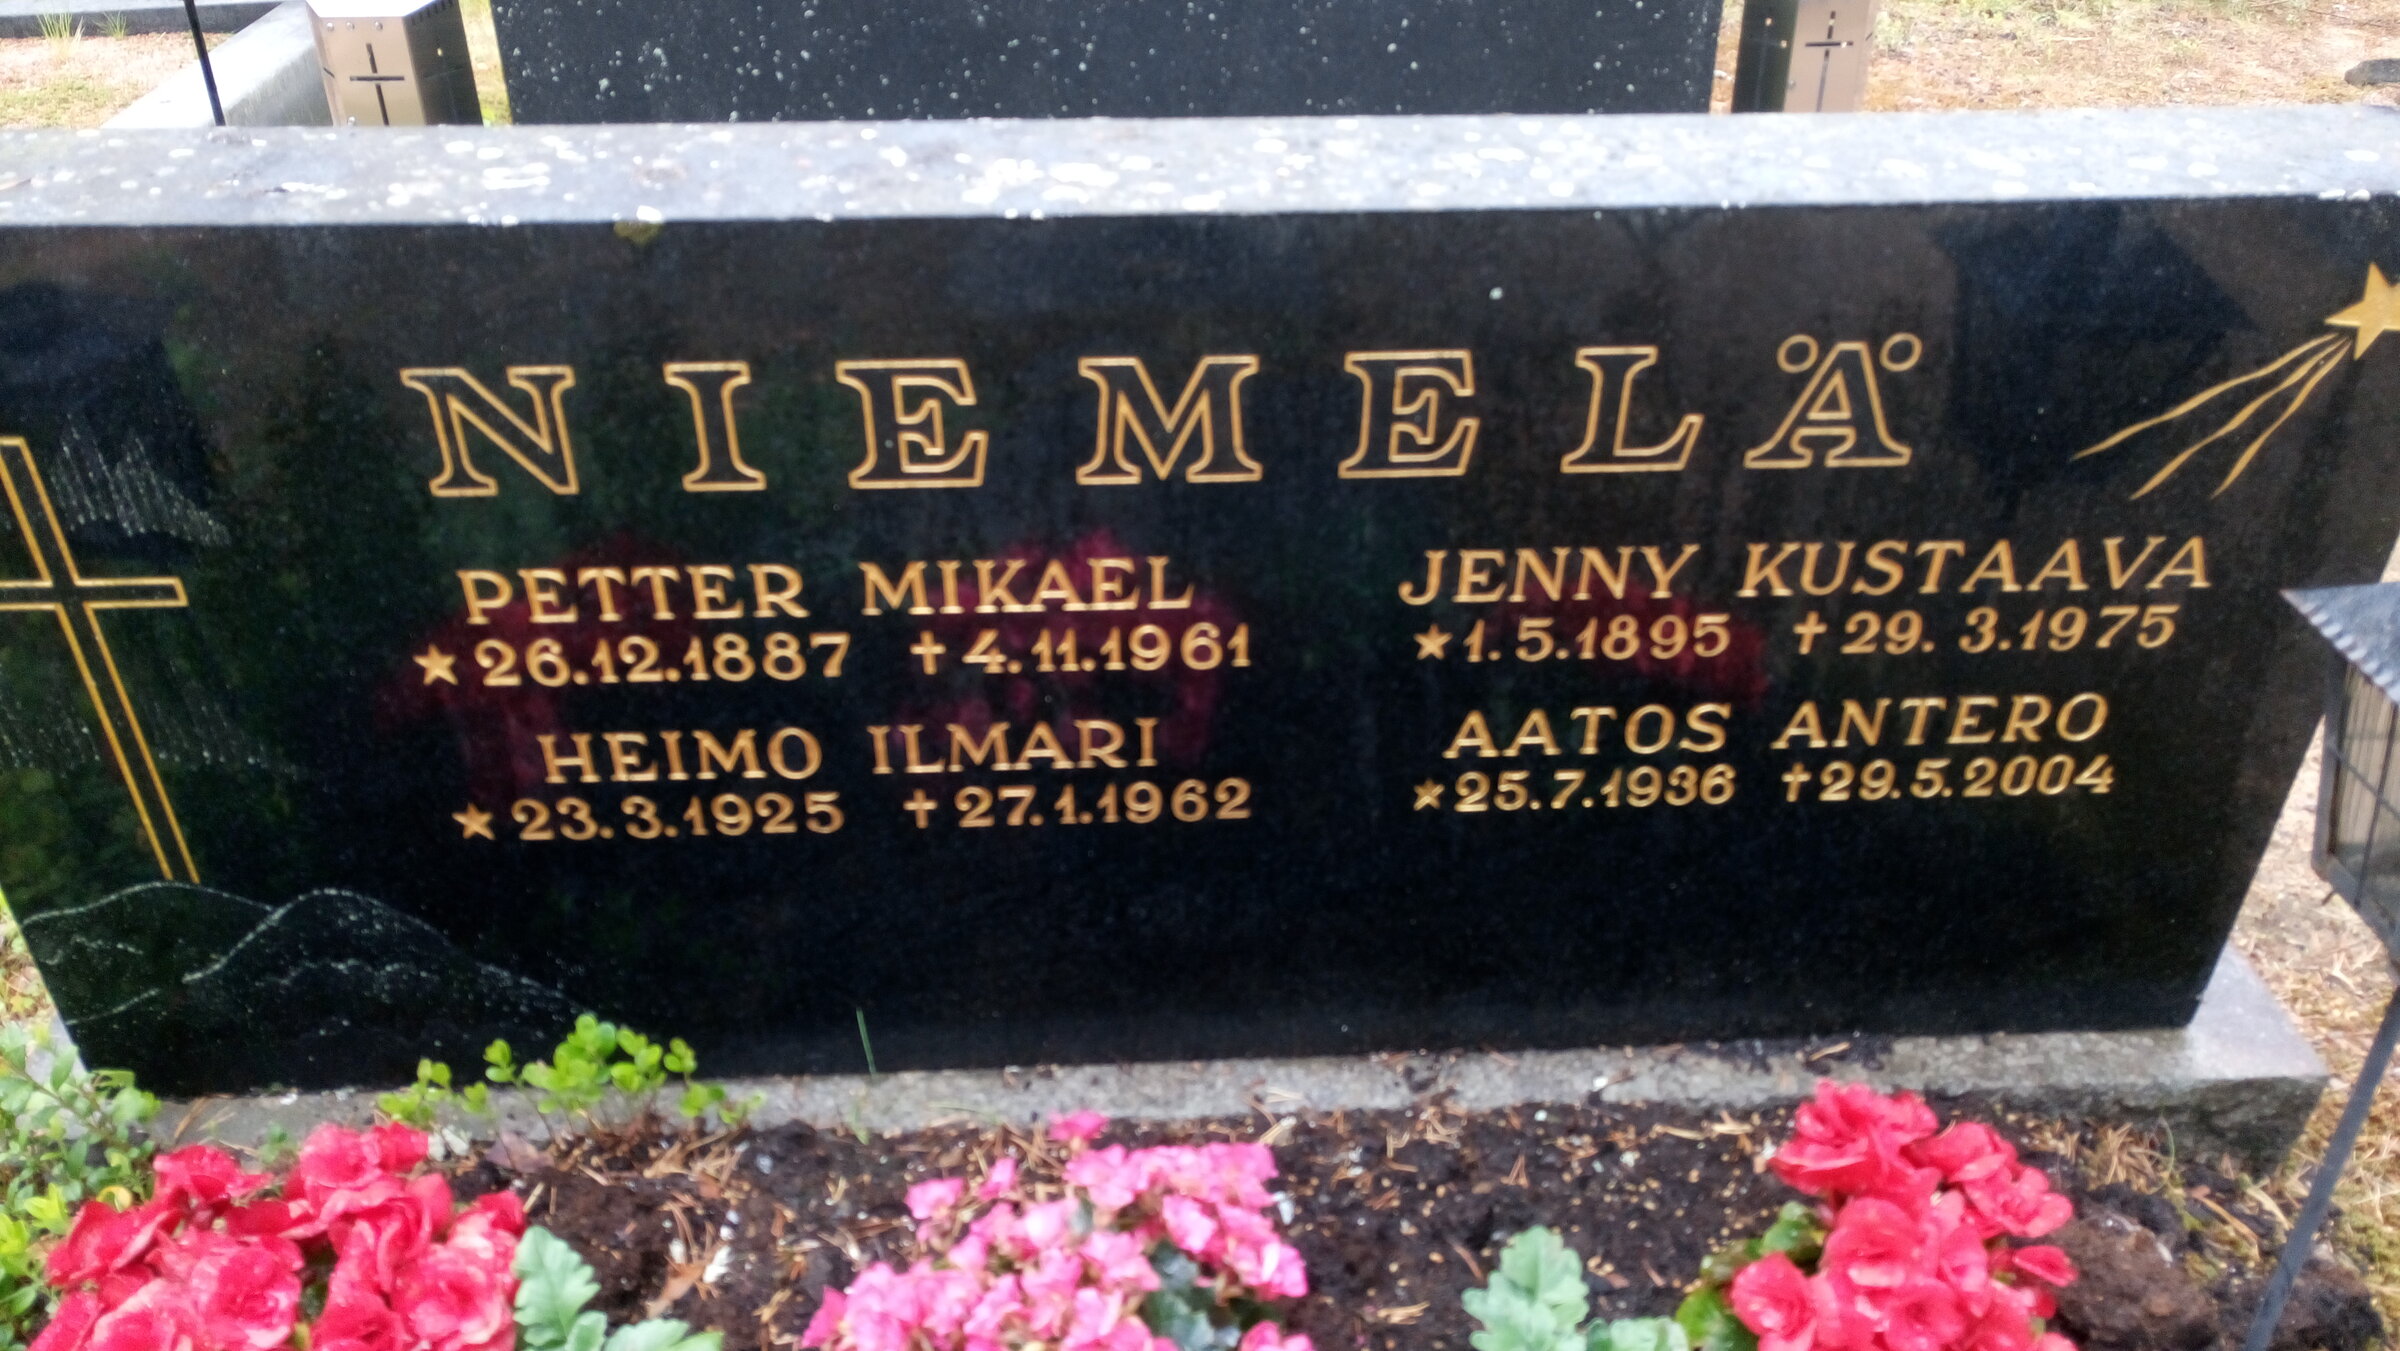 NIEMELÄ
PETTER MIKAEL
★26.12.1887 ✝4.11.1961
HEIMO ILMARI
★23.3.1925 ✝27.1.1962
JENNY KUSTAAVA
★1.5.1895 ✝29.3.1975
AATOS ANTERO
★25.7.1936 ✝29.5.2004